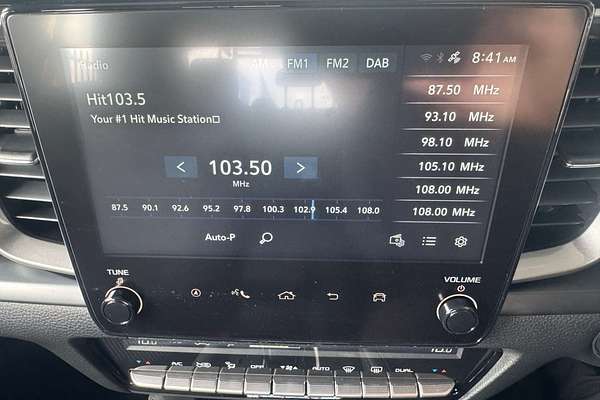 Radio AM FM1 FM2 DAB 8:41 AM
Hit103.5
Your #1 Hit Music Station
87.50 MHz
93.10 MHz
98.10 MHz
105.10 MHz
108.00 MHz
108.00 MHz
< 103.50 >
MHz
87.5 90.1 92.6 95.2 97.8 100.3 102.9 105.4 108.0
Auto-P
TUNE
VOLUME
A/C OFF AUTO DUAL